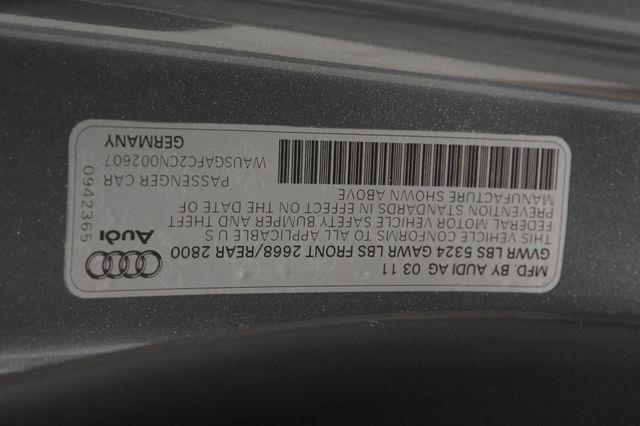 MFD. BY AUDI AG 03 11
GVWR LBS 5324 GAWR LBS FRONT 2668/REAR 2800
THIS VEHICLE CONFORMS TO ALL APPLICABLE U S
FEDERAL MOTOR VEHICLE SAFETY BUMPER AND THEFT
PREVENTION STANDARDS IN EFFECT ON THE DATE OF
MANUFACTURE SHOWN ABOVE
PASSENGER CAR
WAUSGAFC2CN002607
GERMANY
Audi
0942365